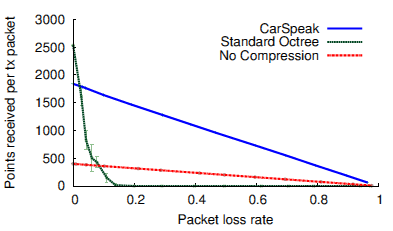 Points received per tx packet
3000
2500
2000
1500
1000
500
0
CarSpeak
Standard Octree
No Compression
0 0.2 0.4 0.6 0.8 1
Packet loss rate